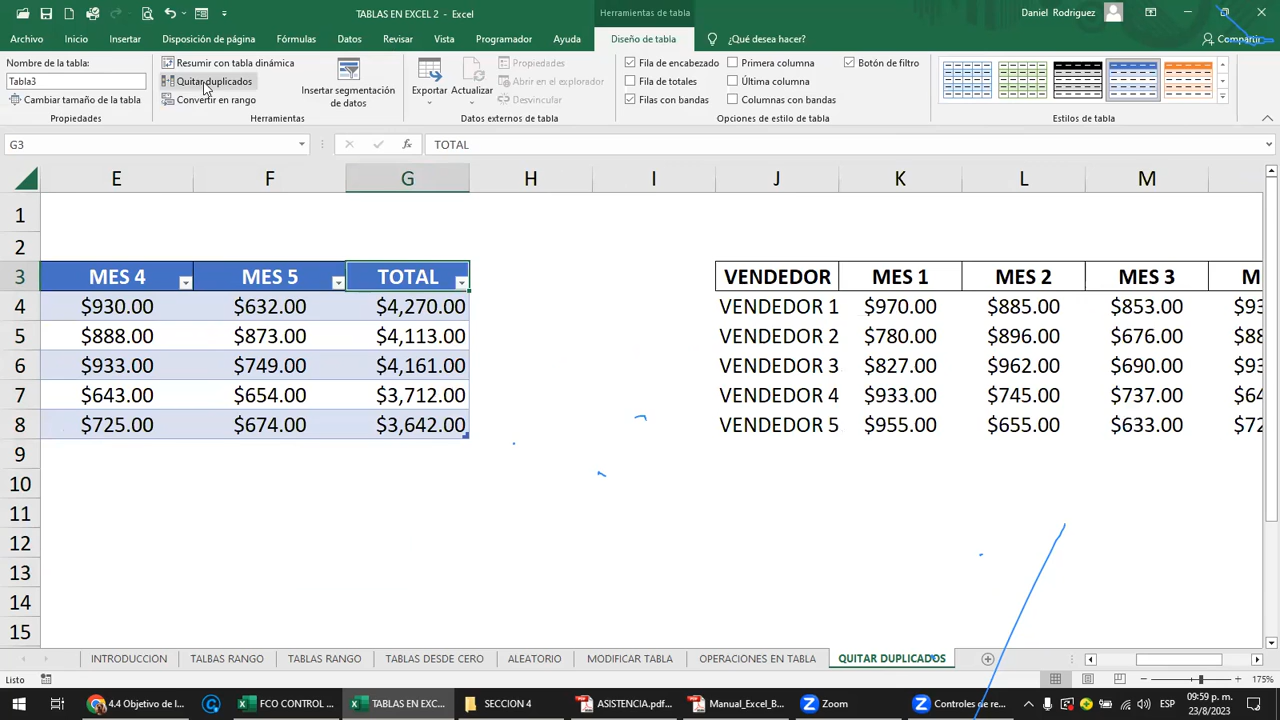 TABLAS EN EXCEL 2 - Excel
Herramientas de tabla
Daniel Rodriguez
Archivo Inicio Insertar Disposición de página Fórmulas Datos Revisar Vista Programador Ayuda Diseño de tabla ¿Qué desea hacer?
Nombre de la tabla:
Tabla3
Cambiar tamaño de la tabla
Propiedades
Resumir con tabla dinámica
Quitar duplicados
Convertir en rango
Herramientas
Insertar segmentación
de datos
Exportar Actualizar
Propiedades
Abrir en el explorador
Desvincular
Datos externos de tabla
Fila de encabezado Primera columna Botón de filtro
Fila de totales Última columna
Filas con bandas Columnas con bandas
Opciones de estilo de tabla
Estilos de tabla
G3 fx TOTAL
E F G H I J K L M
1
2
3 MES 4 MES 5 TOTAL VENDEDOR MES 1 MES 2 MES 3 M
4 $930.00 $632.00 $4,270.00 VENDEDOR 1 $970.00 $885.00 $853.00 $93
5 $888.00 $873.00 $4,113.00 VENDEDOR 2 $780.00 $896.00 $676.00 $88
6 $933.00 $749.00 $4,161.00 VENDEDOR 3 $827.00 $962.00 $690.00 $93
7 $643.00 $654.00 $3,712.00 VENDEDOR 4 $933.00 $745.00 $737.00 $64
8 $725.00 $674.00 $3,642.00 VENDEDOR 5 $955.00 $655.00 $633.00 $72
9
10
11
12
13
14
15
INTRODUCCION TALBAS RANGO TABLAS RANGO TABLAS DESDE CERO ALEATORIO MODIFICAR TABLA OPERACIONES EN TABLA QUITAR DUPLICADOS
Listo 175%
4.4 Objetivo de l... FCO CONTROL ... TABLAS EN EXC... SECCION 4 ASISTENCIA.pdf... Manual_Excel_B... Zoom Controles de re... ESP 09:59 p. m.
23/8/2023